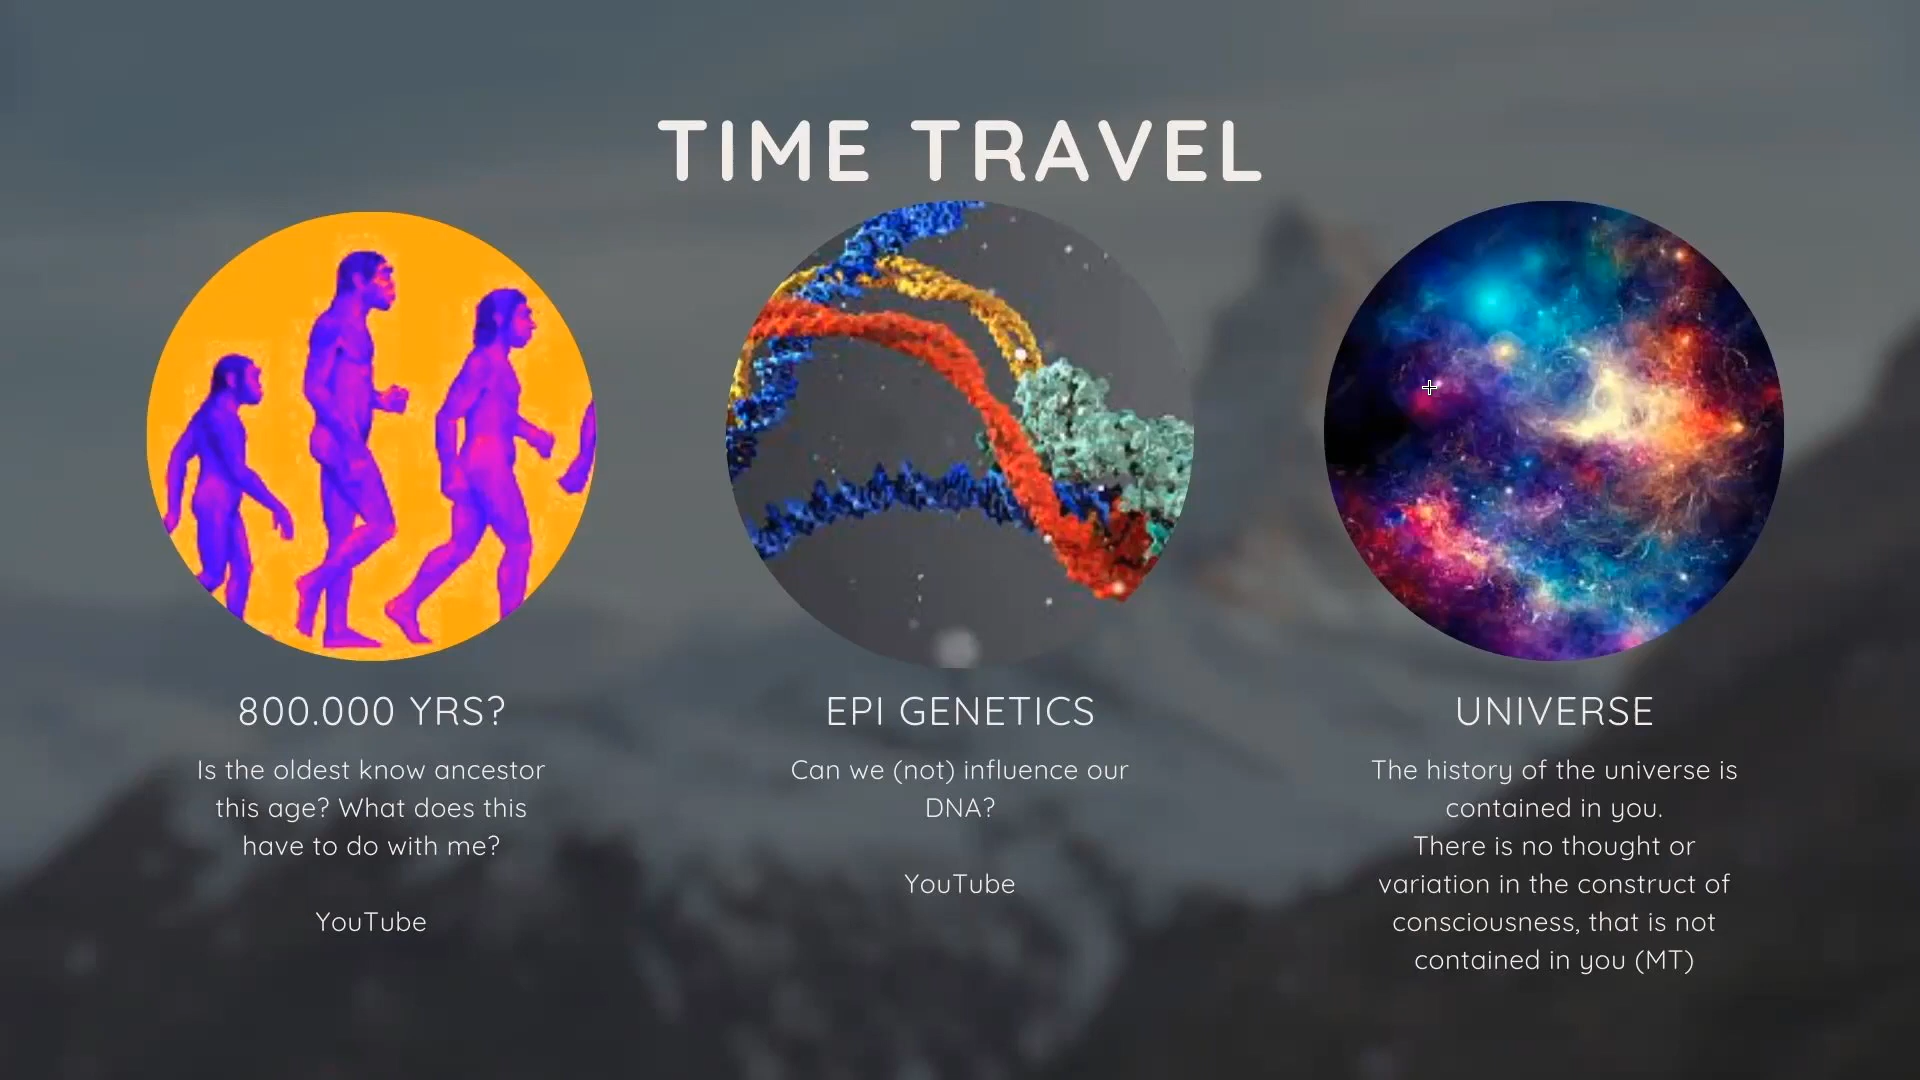 TIME TRAVEL
800.000 YRS?
Is the oldest know ancestor
this age? What does this
have to do with me?
YouTube
EPI GENETICS
Can we (not) influence our
DNA?
YouTube
UNIVERSE
The history of the universe is
contained in you.
There is no thought or
variation in the construct of
consciousness, that is not
contained in you (MT)